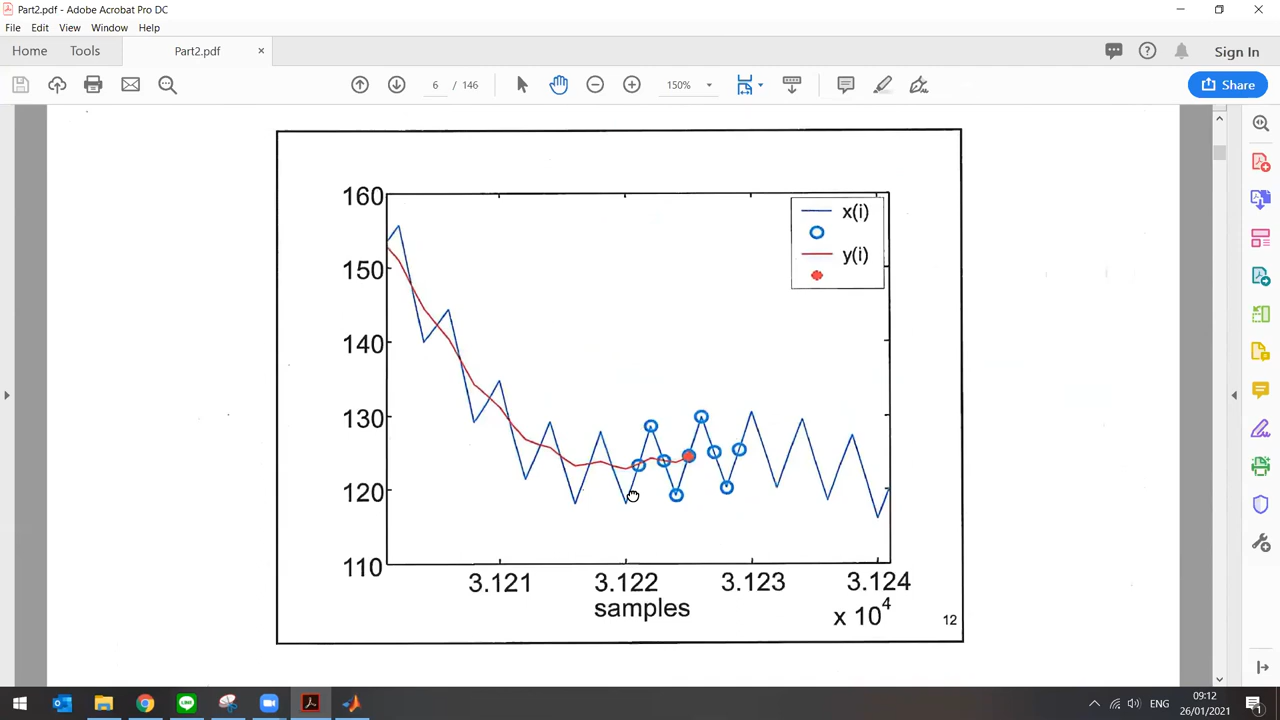 Part2.pdf - Adobe Acrobat Pro DC
File Edit View Window Help
Home Tools Part2.pdf × Sign In
6 / 146 150% Share
160
150
140
130
120
110
x(i)
y(i)
3.121 3.122 3.123 3.124
samples
x 10⁴
12
ENG
09:12
26/01/2021
1